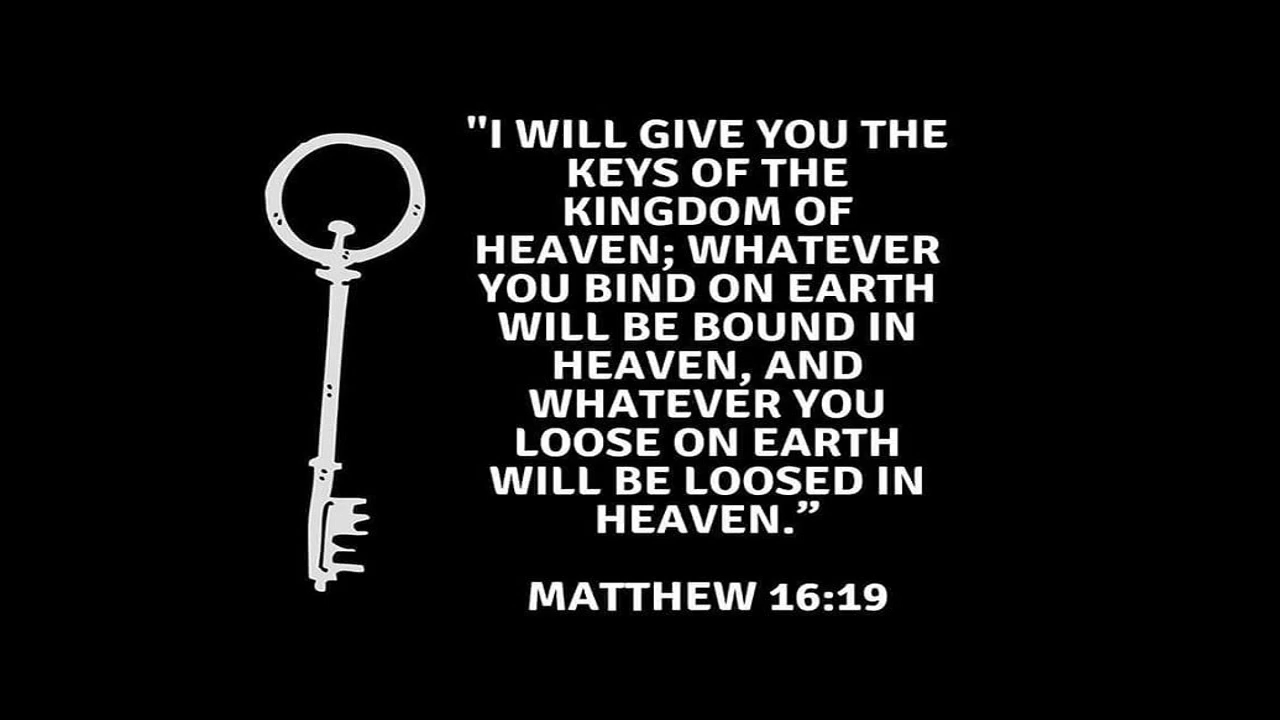 "I WILL GIVE YOU THE
KEYS OF THE
KINGDOM OF
HEAVEN; WHATEVER
YOU BIND ON EARTH
WILL BE BOUND IN
HEAVEN, AND
WHATEVER YOU
LOOSE ON EARTH
WILL BE LOOSED IN
HEAVEN.”
MATTHEW 16:19